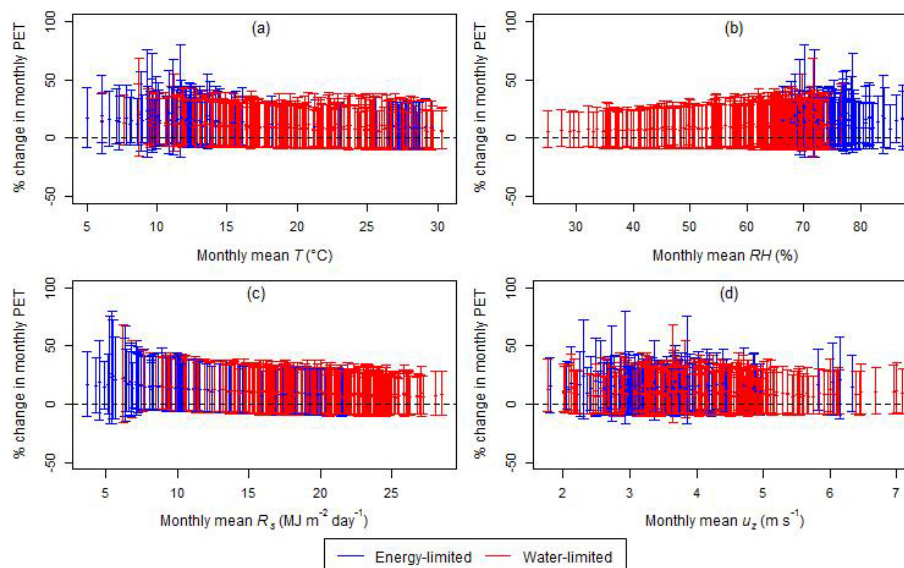 (a)
% change in monthly PET
100
50
0
-50
5 10 15 20 25 30
Monthly mean T (°C)
(b)
% change in monthly PET
100
50
0
-50
30 40 50 60 70 80
Monthly mean RH (%)
(c)
% change in monthly PET
100
50
0
-50
5 10 15 20 25
Monthly mean Rs (MJ m⁻² day⁻¹)
(d)
% change in monthly PET
100
50
0
-50
2 3 4 5 6 7
Monthly mean uz (m s⁻¹)
Energy-limited Water-limited